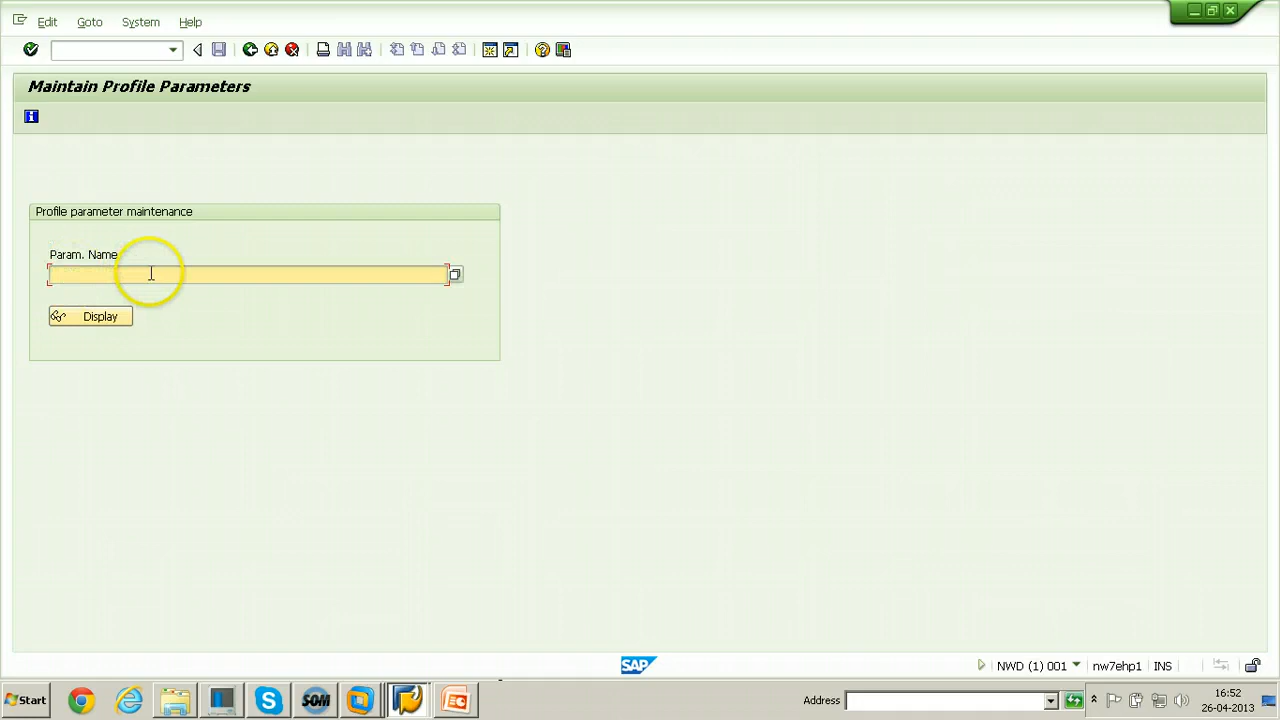 Edit Goto System Help
Maintain Profile Parameters
Profile parameter maintenance
Param. Name
Display
SAP
NWD (1) 001 nw7ehp1 INS
Start
S
SOM
Address
16:52
26-04-2013